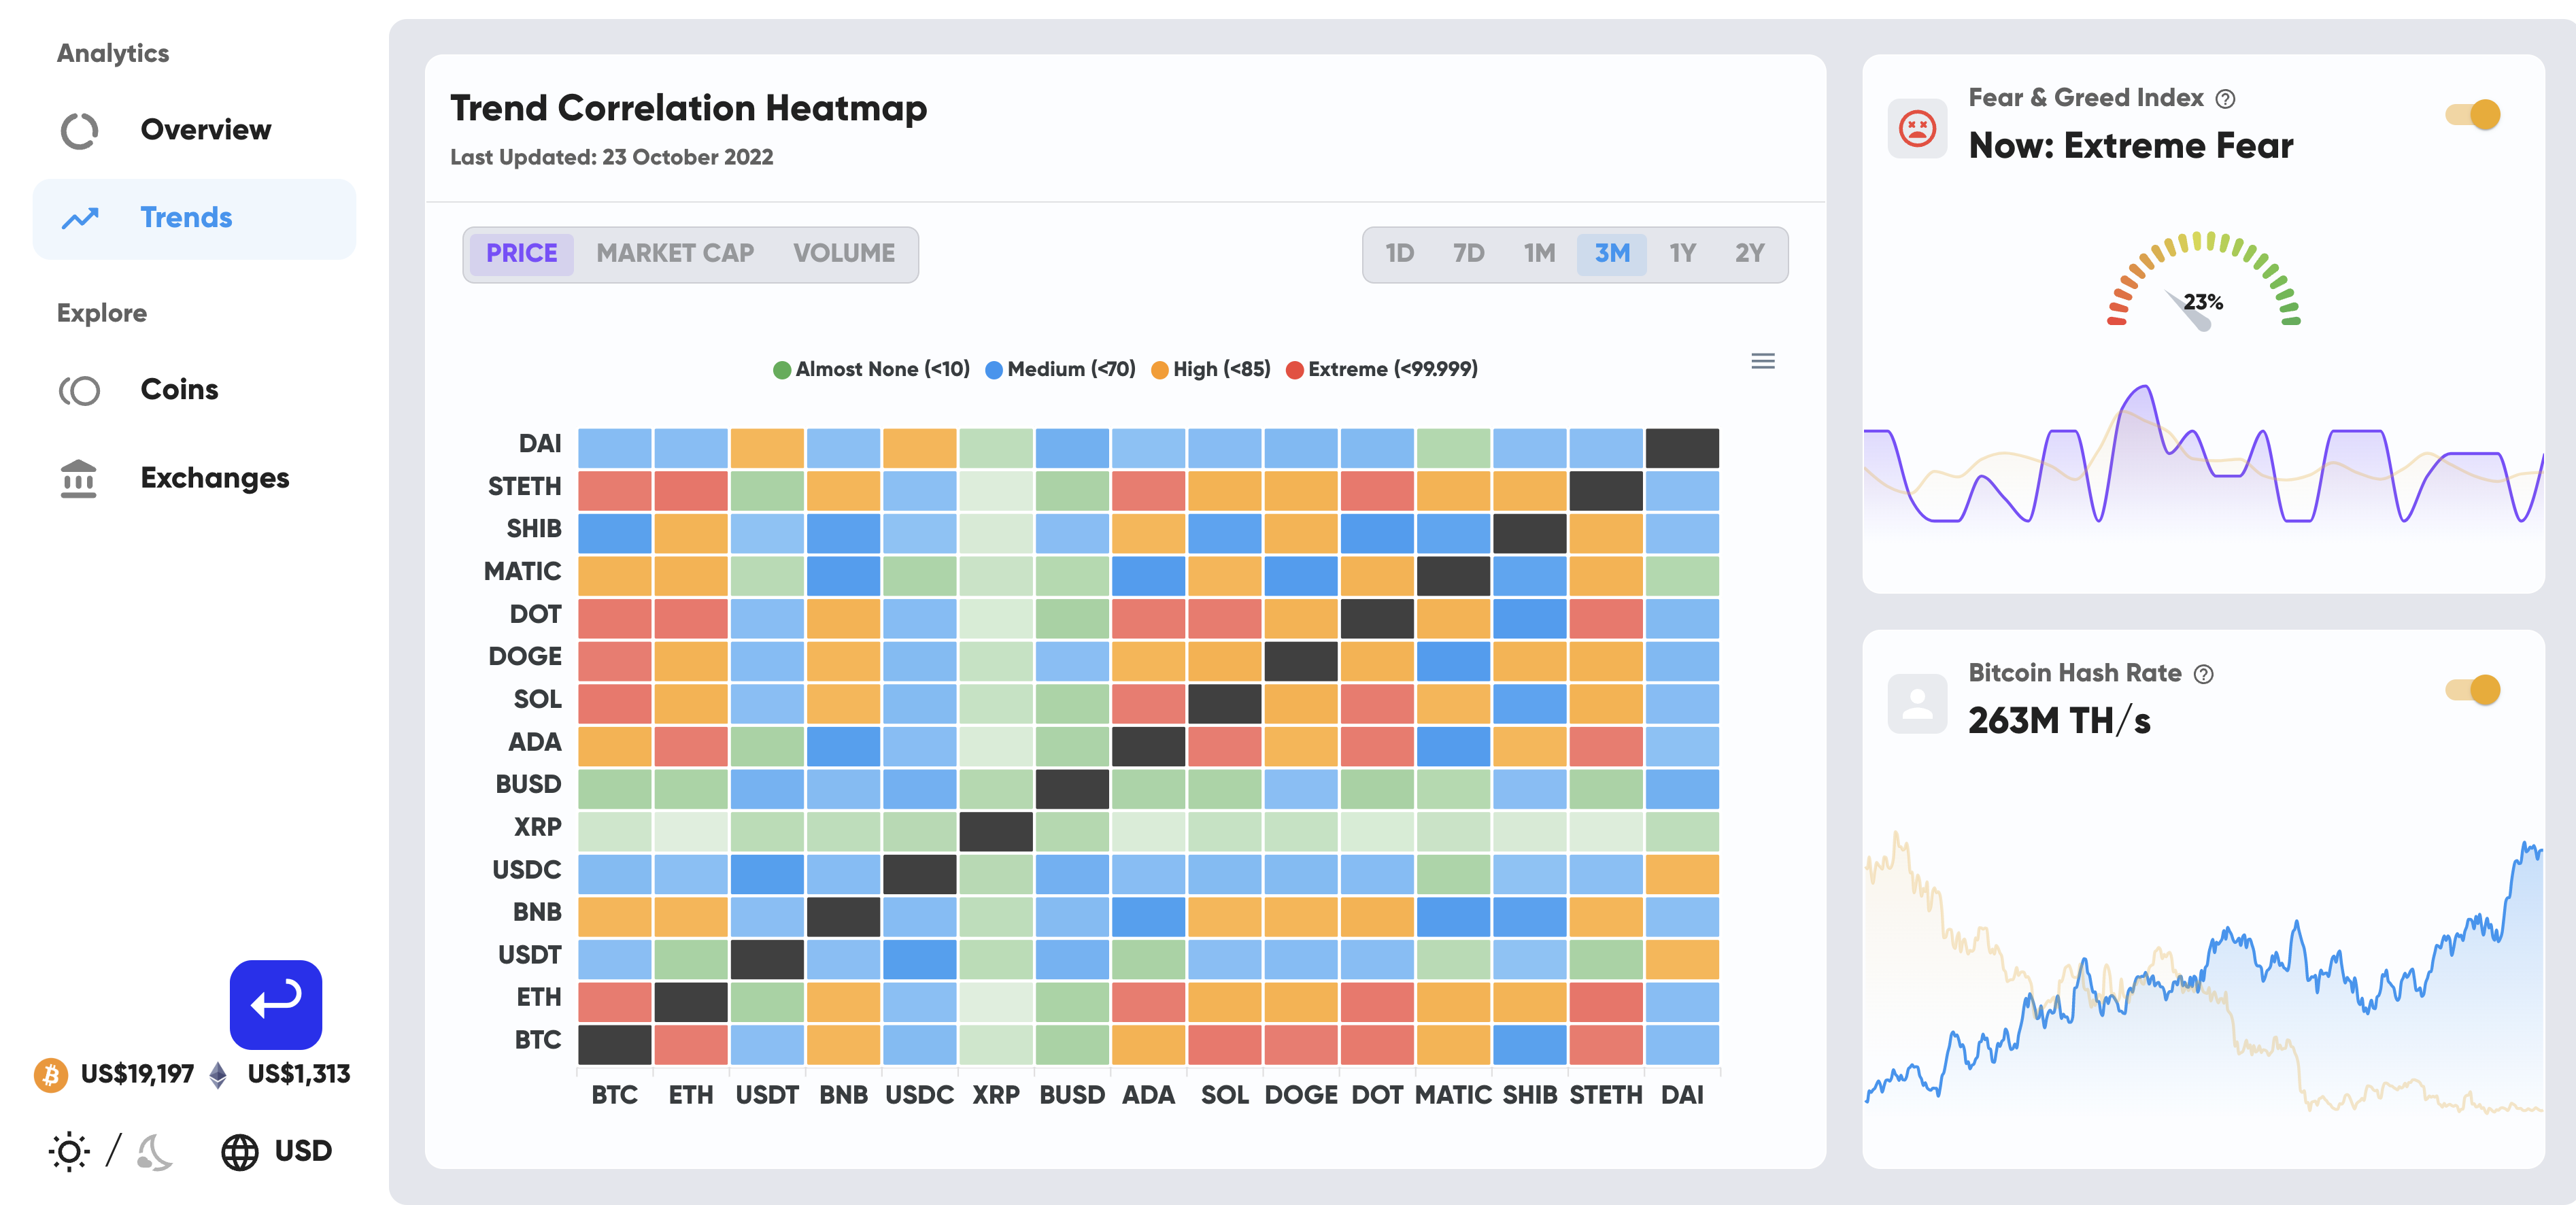 Analytics
Overview
Trends
Explore
Coins
Exchanges
US$19,197 US$1,313
/ USD
Trend Correlation Heatmap
Last Updated: 23 October 2022
PRICE MARKET CAP VOLUME
1D 7D 1M 3M 1Y 2Y
Almost None (<10) Medium (<70) High (<85) Extreme (<99.999)
DAI
STETH
SHIB
MATIC
DOT
DOGE
SOL
ADA
BUSD
XRP
USDC
BNB
USDT
ETH
BTC
BTC ETH USDT BNB USDC XRP BUSD ADA SOL DOGE DOT MATIC SHIB STETH DAI
Fear & Greed Index ?
Now: Extreme Fear
23%
Bitcoin Hash Rate ?
263M TH/s